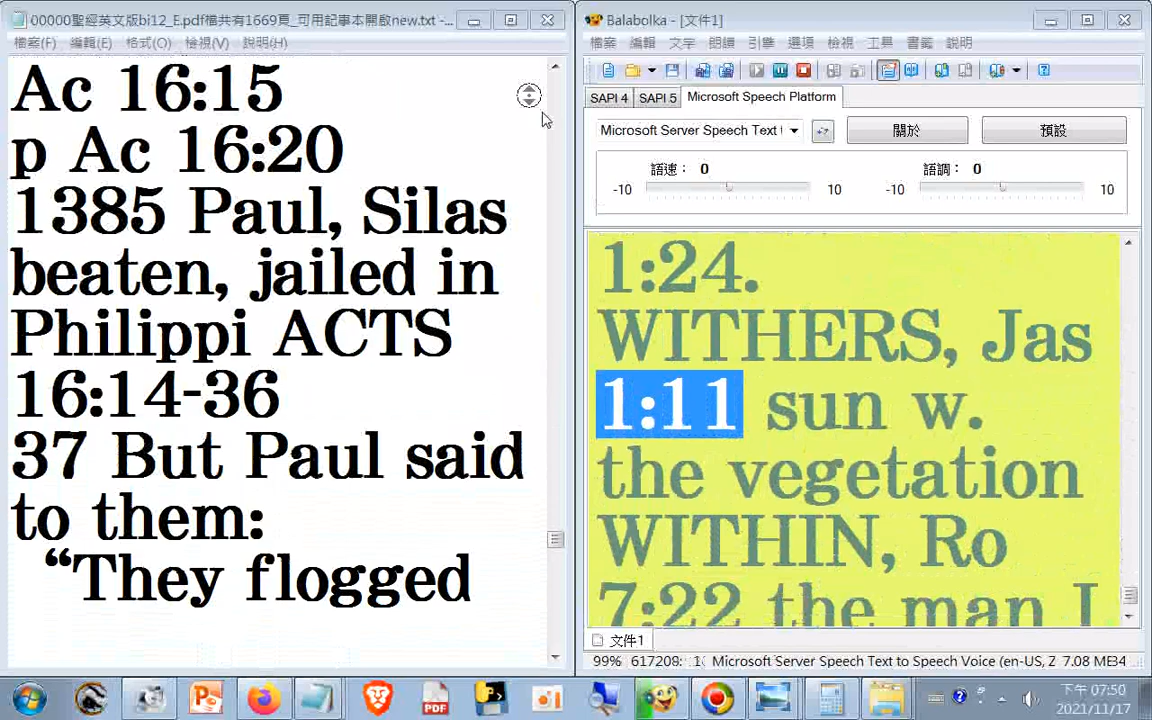 00000聖經英文版bi12_E.pdf檔共有1669頁_可用記事本開啟new.txt -...
檔案(F) 編輯(E) 格式(O) 檢視(V) 說明(H)
Ac 16:15
p Ac 16:20
1385 Paul, Silas
beaten, jailed in
Philippi ACTS
16:14-36
37 But Paul said
to them:
“They flogged
Balabolka - [文件1]
檔案 編輯 文字 朗讀 引擎 選項 檢視 工具 書籤 說明
SAPI 4 SAPI 5 Microsoft Speech Platform
Microsoft Server Speech Text
關於
預設
語速： 0
-10 10
語調： 0
-10 10
1:24.
WITHERS, Jas
1:11 sun w.
the vegetation
WITHIN, Ro
7:22 the man I
文件1
99% 617208: Microsoft Server Speech Text to Speech Voice (en-US, Z 7.08 MB
PDF
下午 07:50
2021/11/17